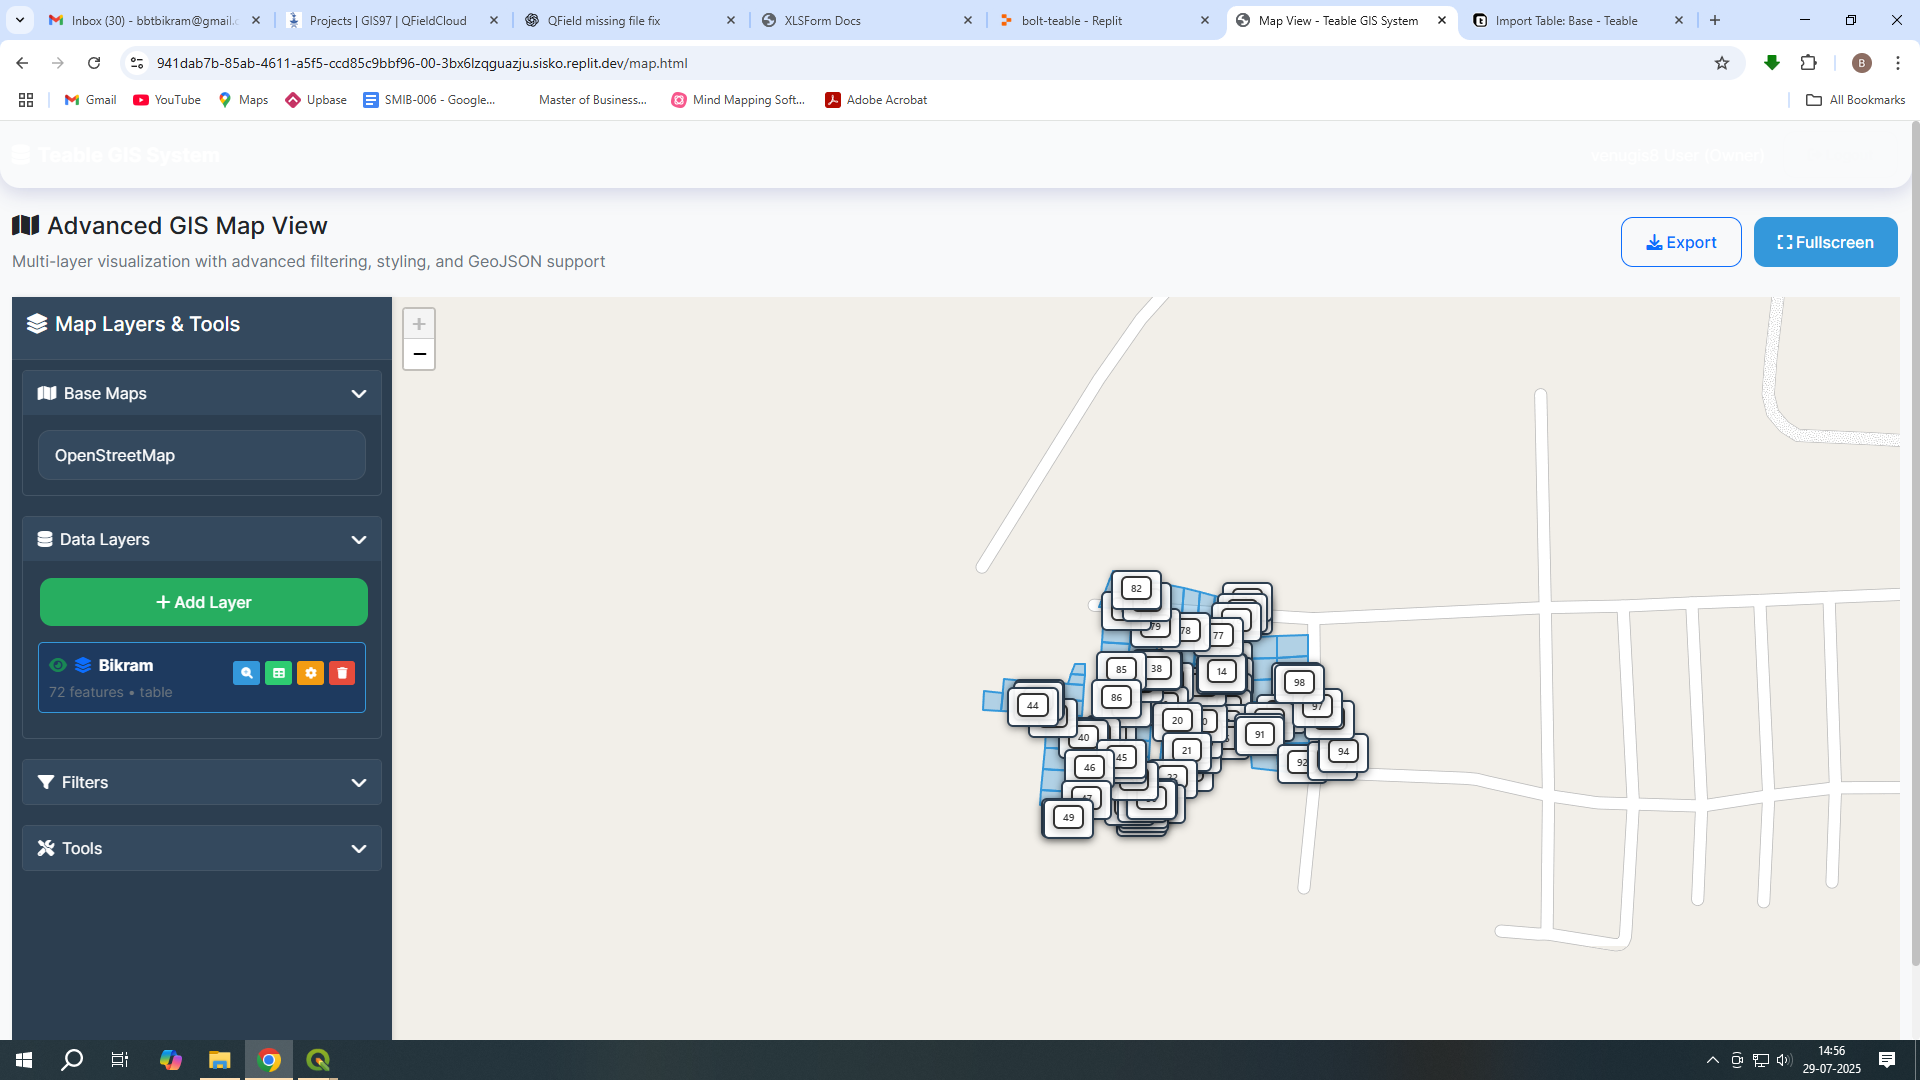 Inbox (30) - bbtbikram@gmail.c
Projects | GIS97 | QFieldCloud
QField missing file fix
XLSForm Docs
bolt-teable - Replit
Map View - Teable GIS System
Import Table: Base - Teable
941dab7b-85ab-4611-a5f5-ccd85c9bbf96-00-3bx6lzqguazju.sisko.replit.dev/map.html
B
Gmail
YouTube
Maps
Upbase
SMIB-006 - Google...
Master of Business...
Mind Mapping Soft...
Adobe Acrobat
All Bookmarks
Teable GIS System
Advanced GIS Map View
Multi-layer visualization with advanced filtering, styling, and GeoJSON support
Export
Fullscreen
Map Layers & Tools
Base Maps
OpenStreetMap
Data Layers
+ Add Layer
Bikram
72 features • table
Filters
Tools
+
−
82
79
78
77
85
38
14
98
44
86
97
20
40
91
45
21
94
46
92
49
14:56
29-07-2025